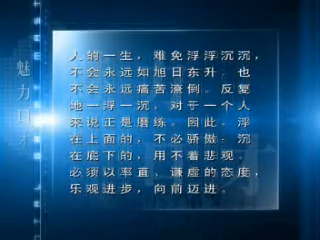 魅力口才
人的一生，难免浮浮沉沉，
不会永远如旭日东升，也
不会永远痛苦潦倒。反复
地一浮一沉，对于一个人
来说正是磨练。因此，浮
在上面的，不必骄傲；沉
在底下的，用不着悲观。
必须以率直、谦虚的态度，
乐观进步，向前迈进。